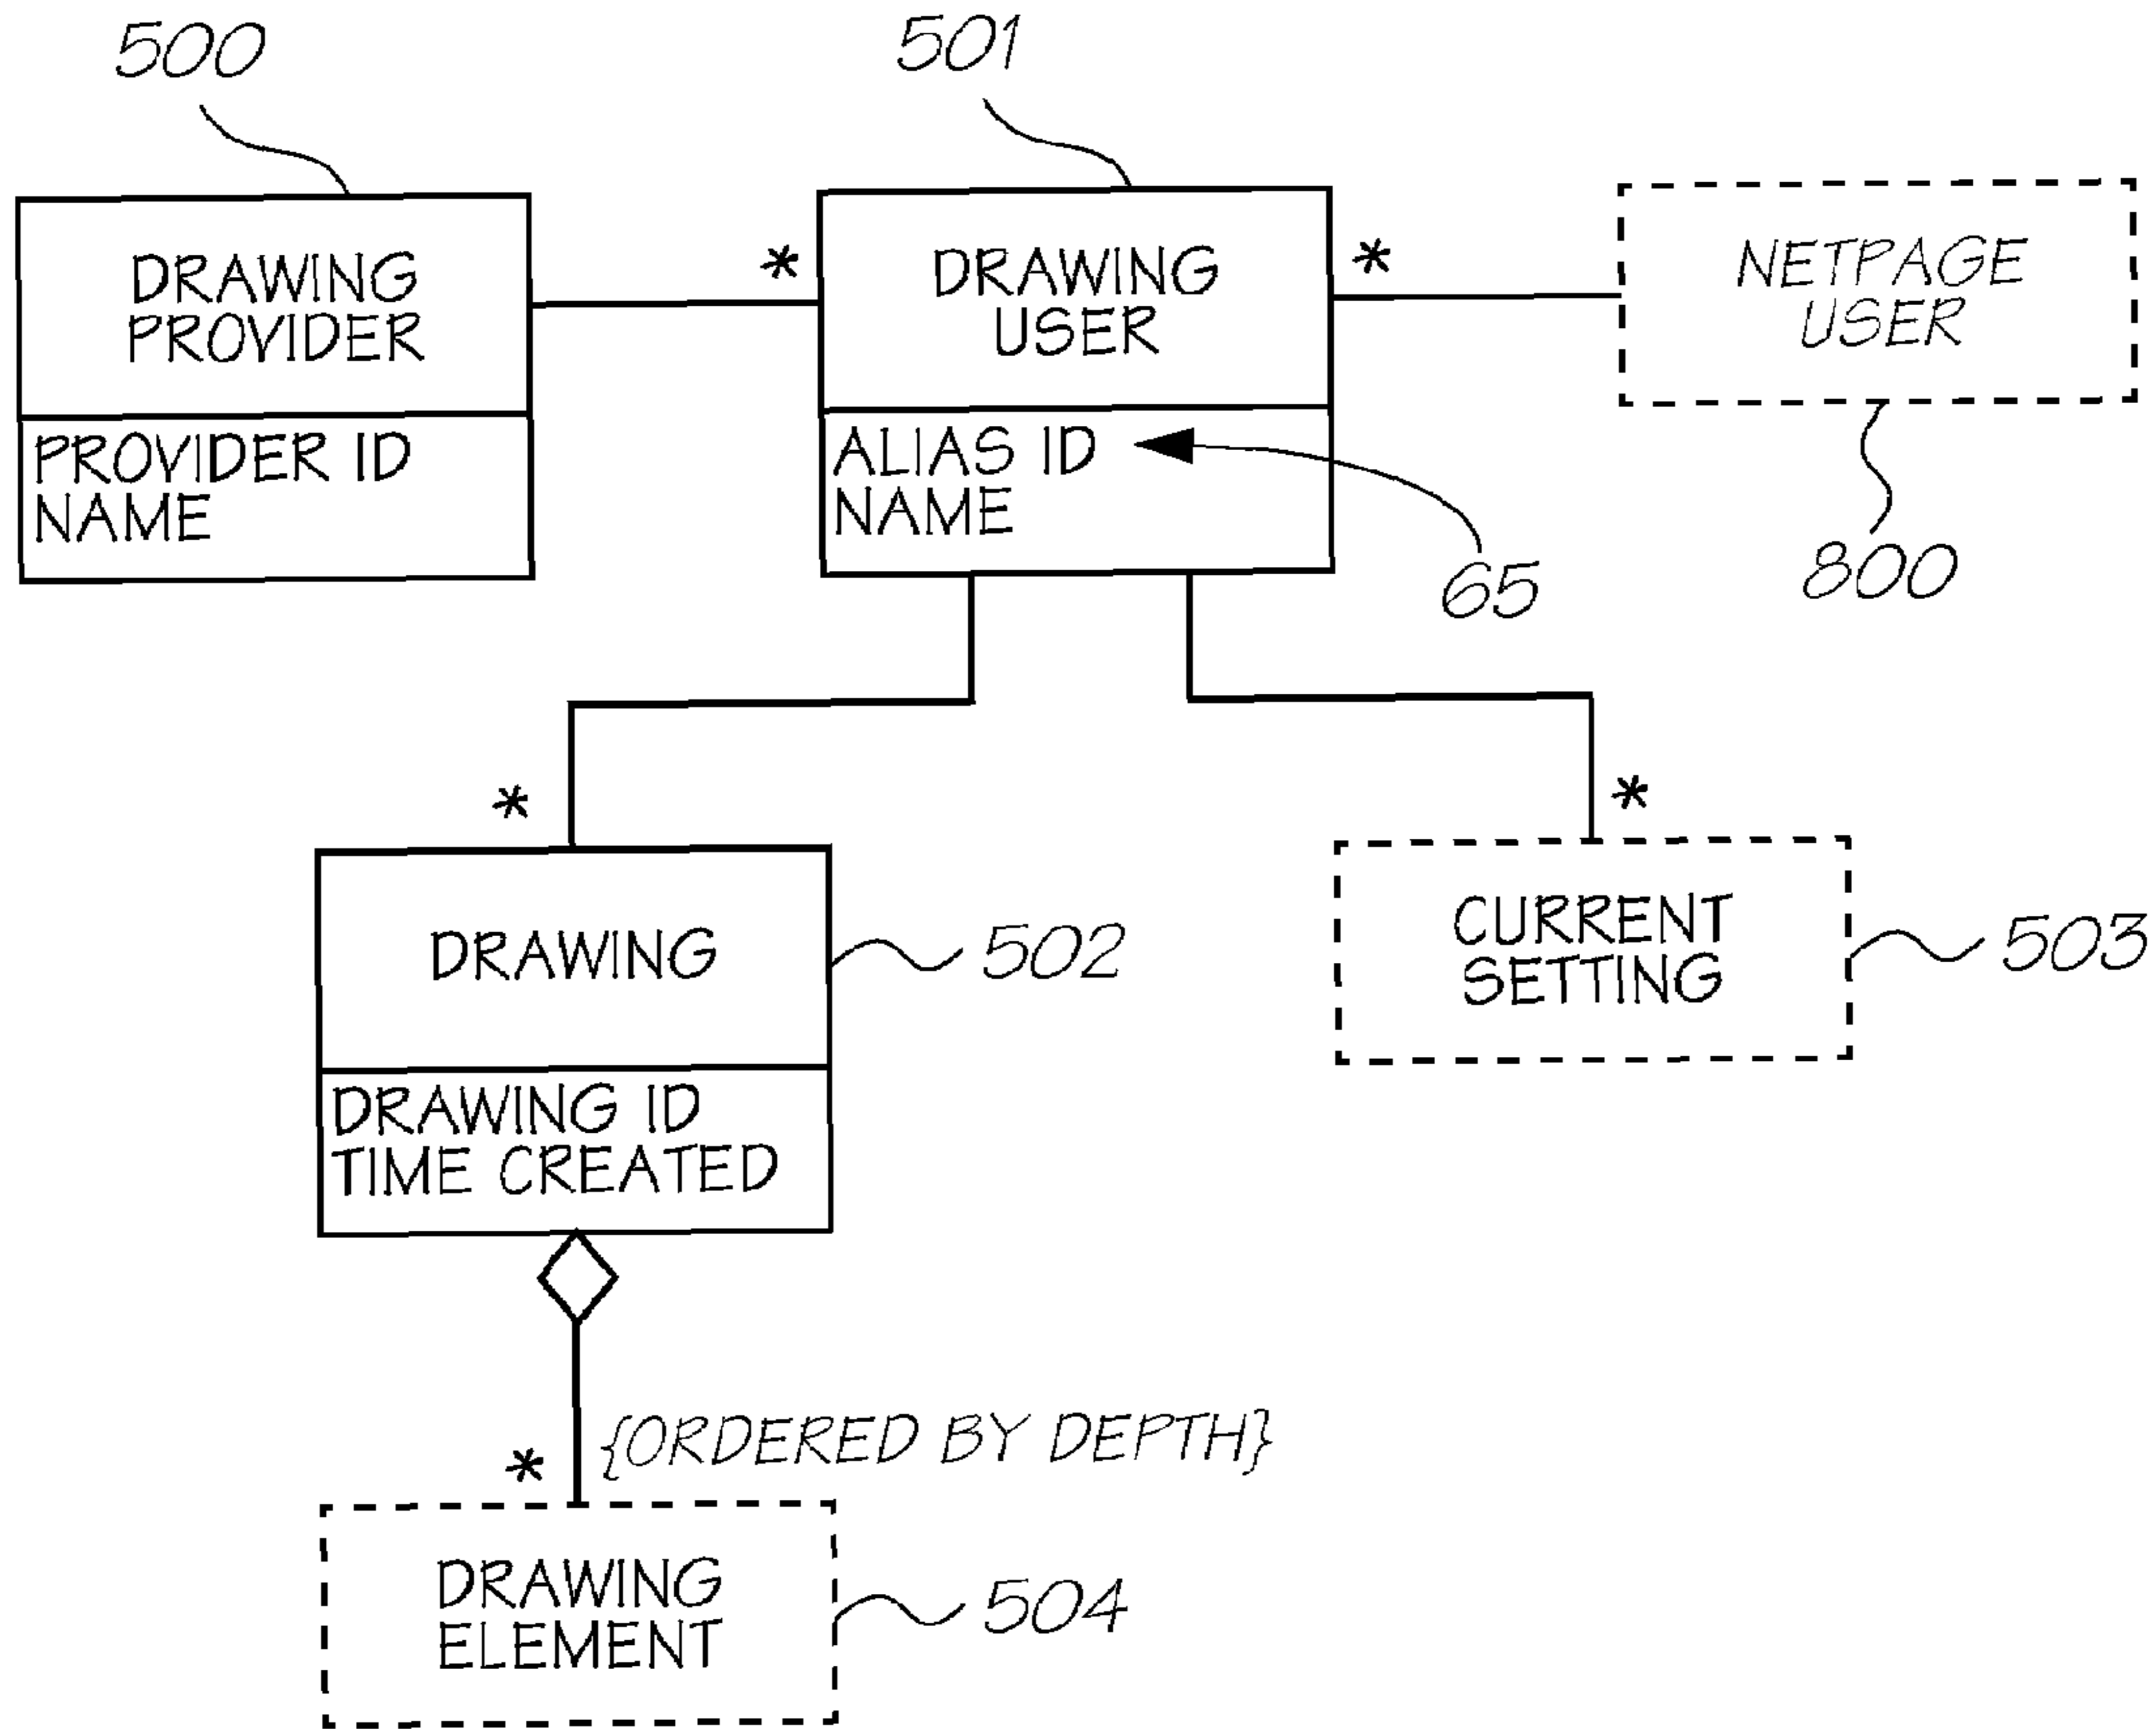 500
501
DRAWING
PROVIDER
PROVIDER ID
NAME
*
DRAWING
USER
ALIAS ID
NAME
*
NETPAGE
USER
65
800
*
*
DRAWING
502
DRAWING ID
TIME CREATED
CURRENT
SETTING
503
{ORDERED BY DEPTH}
*
DRAWING
ELEMENT
504